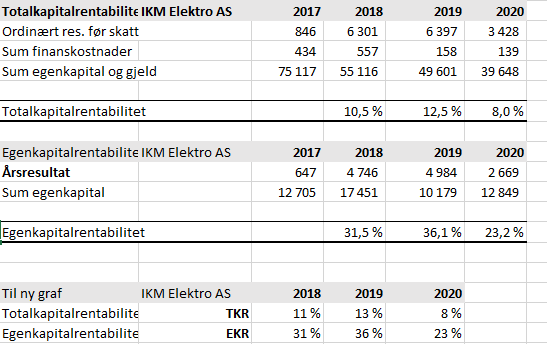 Totalkapitalrentabilite IKM Elektro AS 2017 2018 2019 2020
Ordinært res. før skatt 846 6 301 6 397 3 428
Sum finanskostnader 434 557 158 139
Sum egenkapital og gjeld 75 117 55 116 49 601 39 648
Totalkapitalrentabilitet 10,5 % 12,5 % 8,0 %
Egenkapitalrentabilite IKM Elektro AS 2017 2018 2019 2020
Årsresultat 647 4 746 4 984 2 669
Sum egenkapital 12 705 17 451 10 179 12 849
Egenkapitalrentabilitet 31,5 % 36,1 % 23,2 %
Til ny graf IKM Elektro AS 2018 2019 2020
Totalkapitalrentabilite TKR 11 % 13 % 8 %
Egenkapitalrentabilite EKR 31 % 36 % 23 %